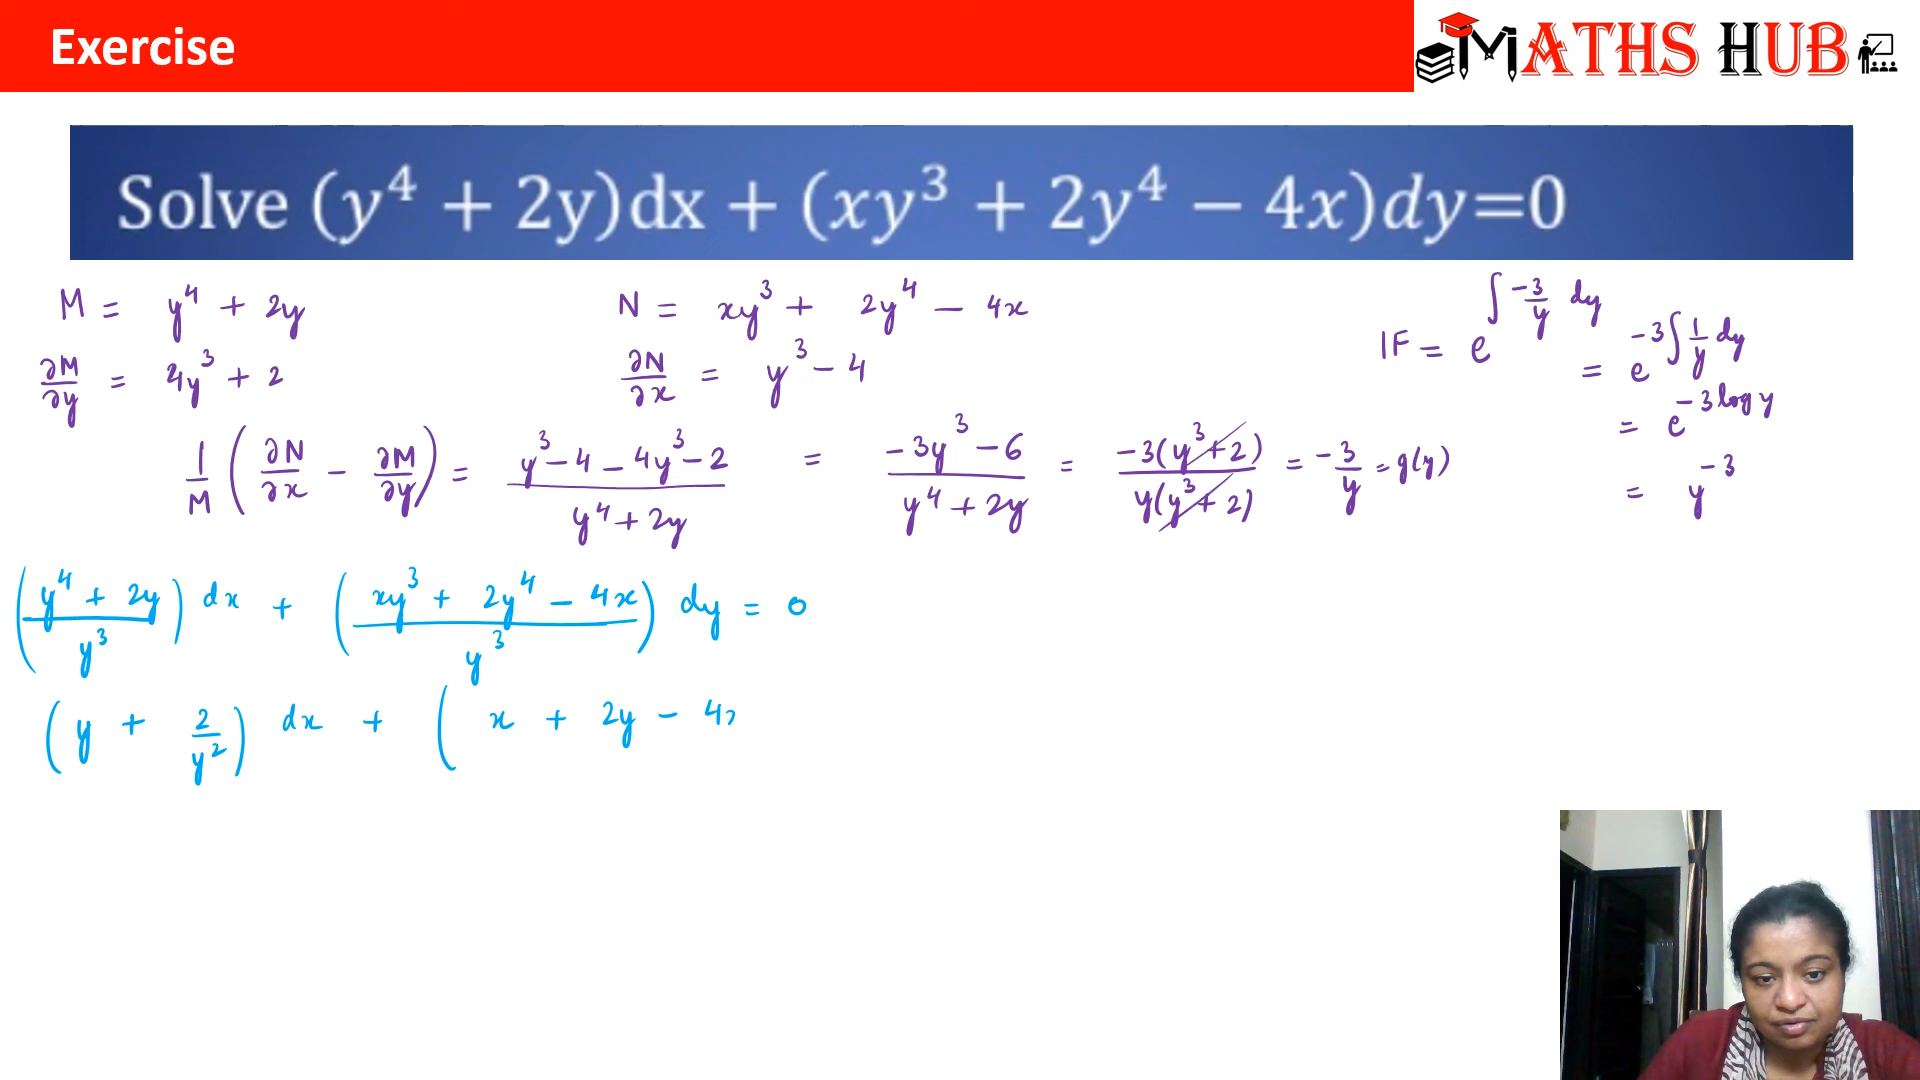 Exercise
MATHS HUB
Solve (y⁴ + 2y)dx + (xy³ + 2y⁴ − 4x)dy=0
M = y⁴ + 2y
N = xy³ + 2y⁴ − 4x
∂M/∂y = 4y³ + 2
∂N/∂x = y³ − 4
1/M (∂N/∂x − ∂M/∂y) = (y³ − 4 − 4y³ − 2)/(y⁴ + 2y) = (−3y³ − 6)/(y⁴ + 2y) = −3(y³ + 2)/y(y³ + 2) = −3/y = g(y)
IF = e^(∫ −3/y dy)
= e^(−3∫ 1/y dy)
= e^(−3 log y)
= y⁻³
((y⁴ + 2y)/y³) dx + ((xy³ + 2y⁴ − 4x)/y³) dy = 0
(y + 2/y²) dx + ( x + 2y − 4